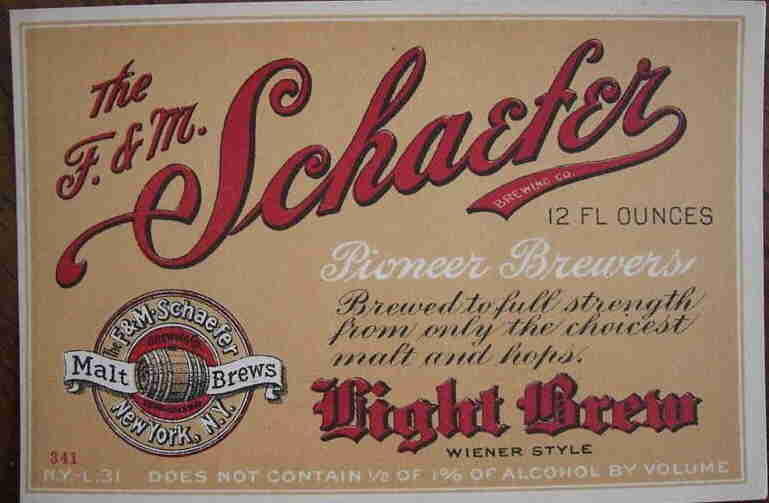 The
F. & M.
Schaefer
BREWING CO.
12 FL OUNCES
Pioneer Brewers
Brewed to full strength
from only the choicest
malt and hops.
The F.&M. Schaefer
BREWING CO.
Malt Brews
New York, N.Y.
Light Brew
WIENER STYLE
341
N.Y.-L.31 DOES NOT CONTAIN 1/2 OF 1% OF ALCOHOL BY VOLUME